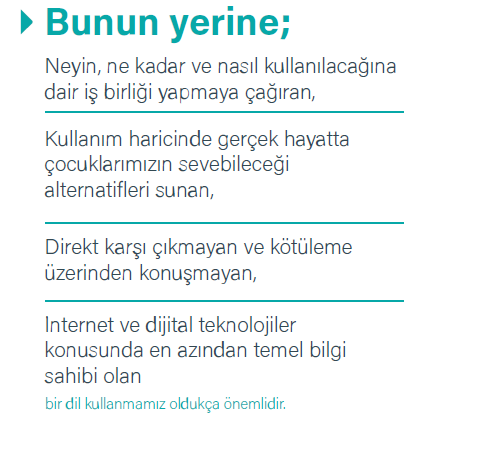 Bunun yerine;
Neyin, ne kadar ve nasıl kullanılacağına
dair iş birliği yapmaya çağıran,
Kullanım haricinde gerçek hayatta
çocuklarımızın sevebileceği
alternatifleri sunan,
Direkt karşı çıkmayan ve kötüleme
üzerinden konuşmayan,
İnternet ve dijital teknolojiler
konusunda en azından temel bilgi
sahibi olan
bir dil kullanmamız oldukça önemlidir.